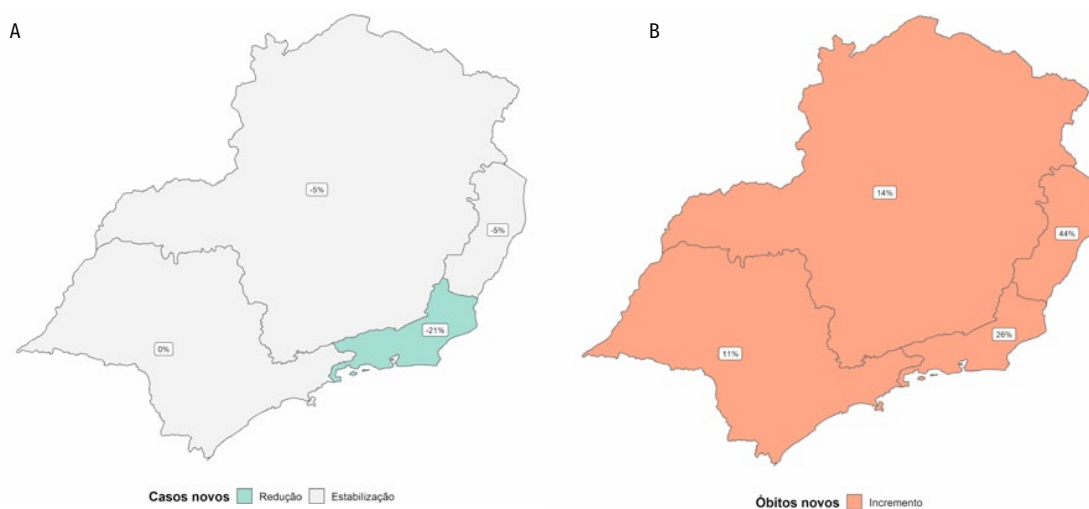 A
B
-5%
-5%
-21%
0%
14%
44%
26%
11%
Casos novos Redução Estabilização
Óbitos novos Incremento